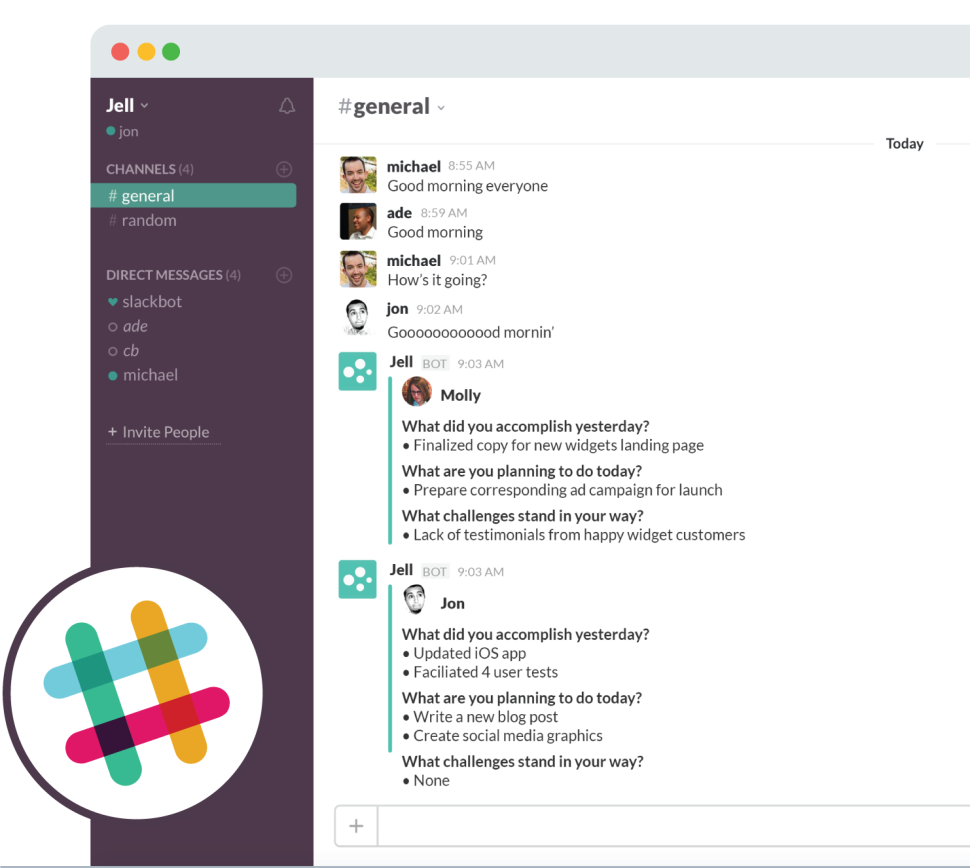 Jell
jon
CHANNELS (4)
# general
# random
DIRECT MESSAGES (4)
slackbot
ade
cb
michael
+ Invite People
#general
Today
michael 8:55 AM
Good morning everyone
ade 8:59 AM
Good morning
michael 9:01 AM
How's it going?
jon 9:02 AM
Gooooooooooood mornin'
Jell BOT 9:03 AM
Molly
What did you accomplish yesterday?
• Finalized copy for new widgets landing page
What are you planning to do today?
• Prepare corresponding ad campaign for launch
What challenges stand in your way?
• Lack of testimonials from happy widget customers
Jell BOT 9:03 AM
Jon
What did you accomplish yesterday?
• Updated iOS app
• Faciliated 4 user tests
What are you planning to do today?
• Write a new blog post
• Create social media graphics
What challenges stand in your way?
• None
+